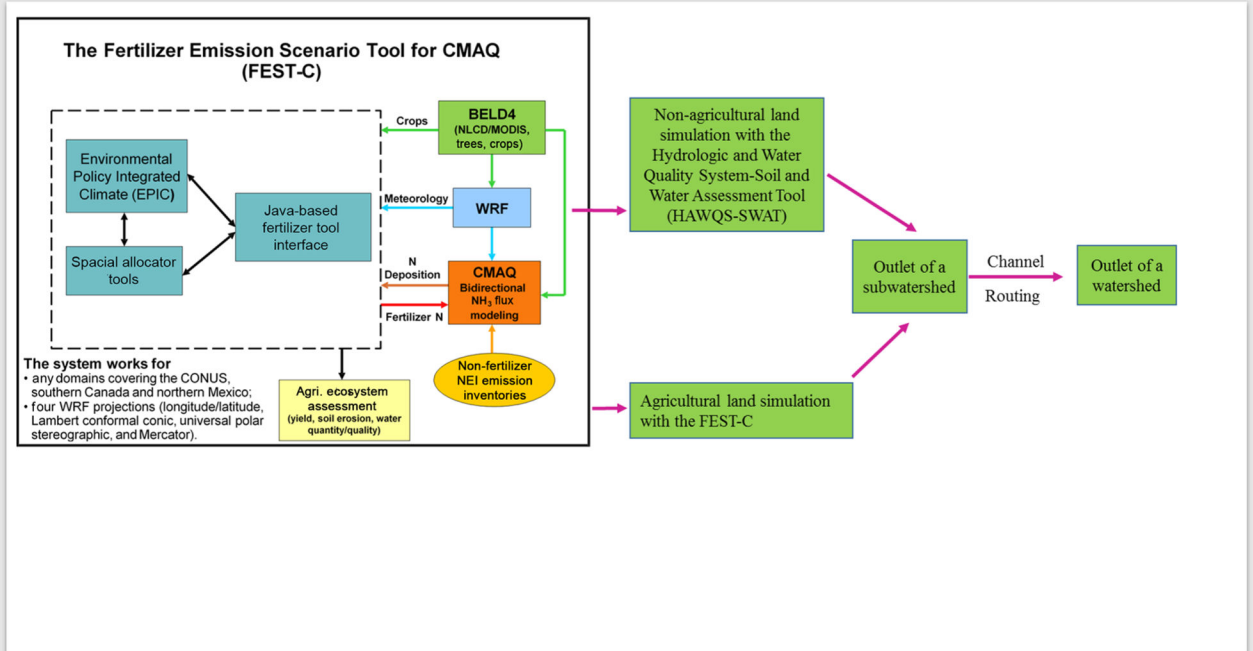 The Fertilizer Emission Scenario Tool for CMAQ
(FEST-C)
Environmental
Policy Integrated
Climate (EPIC)
Spacial allocator
tools
Java-based
fertilizer tool
interface
Crops
BELD4
(NLCD/MODIS,
trees, crops)
Meteorology
WRF
N
Deposition
Fertilizer N
CMAQ
Bidirectional
NH₃ flux
modeling
Non-fertilizer
NEI emission
inventories
Agri. ecosystem
assessment
(yield, soil erosion, water
quantity/quality)
The system works for
• any domains covering the CONUS,
southern Canada and northern Mexico;
• four WRF projections (longitude/latitude,
Lambert conformal conic, universal polar
stereographic, and Mercator).
Non-agricultural land
simulation with the
Hydrologic and Water
Quality System-Soil and
Water Assessment Tool
(HAWQS-SWAT)
Agricultural land simulation
with the FEST-C
Outlet of a
subwatershed
Channel
Routing
Outlet of a
watershed